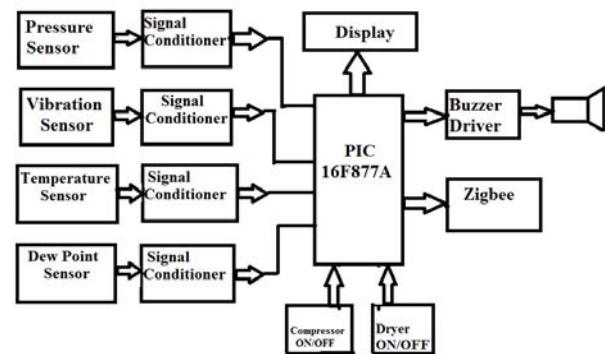 Pressure
Sensor
Signal
Conditioner
Vibration
Sensor
Signal
Conditioner
Temperature
Sensor
Signal
Conditioner
Dew Point
Sensor
Signal
Conditioner
Display
PIC
16F877A
Buzzer
Driver
Zigbee
Compressor
ON/OFF
Dryer
ON/OFF